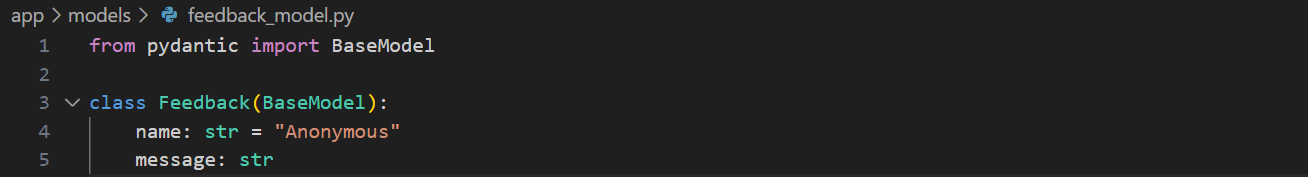 app > models > feedback_model.py
1 from pydantic import BaseModel
2
3 class Feedback(BaseModel):
4     name: str = "Anonymous"
5     message: str